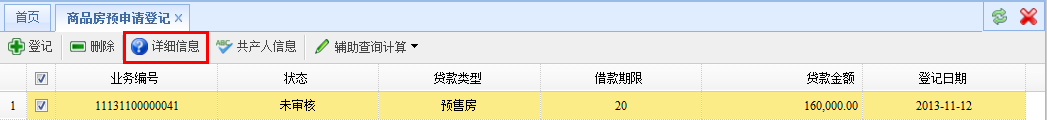 首页 商品房预申请登记 ×
登记 删除 详细信息 ABC 共产人信息 辅助查询计算
业务编号 状态 贷款类型 借款期限 贷款金额 登记日期
1 11131100000041 未审核 预售房 20 160,000.00 2013-11-12